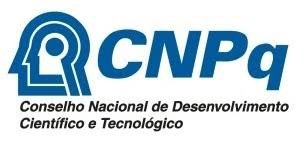 CNPq
Conselho Nacional de Desenvolvimento
Científico e Tecnológico